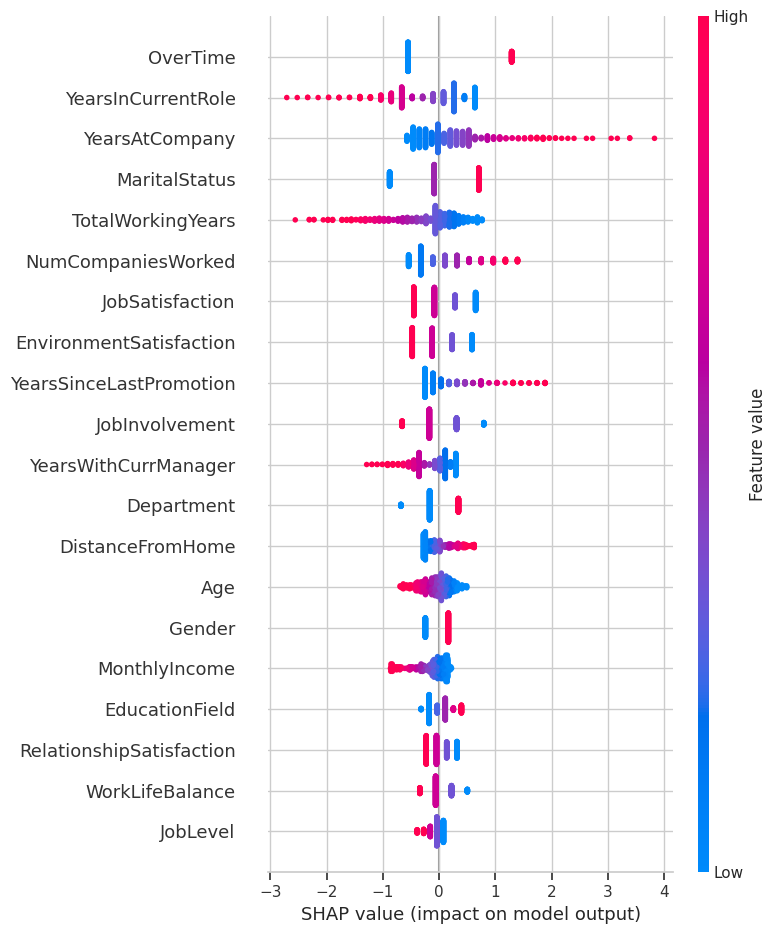 High
OverTime
YearsInCurrentRole
YearsAtCompany
MaritalStatus
TotalWorkingYears
NumCompaniesWorked
JobSatisfaction
EnvironmentSatisfaction
YearsSinceLastPromotion
JobInvolvement
YearsWithCurrManager
Department
DistanceFromHome
Age
Gender
MonthlyIncome
EducationField
RelationshipSatisfaction
WorkLifeBalance
JobLevel
Feature value
Low
−3 −2 −1 0 1 2 3 4
SHAP value (impact on model output)